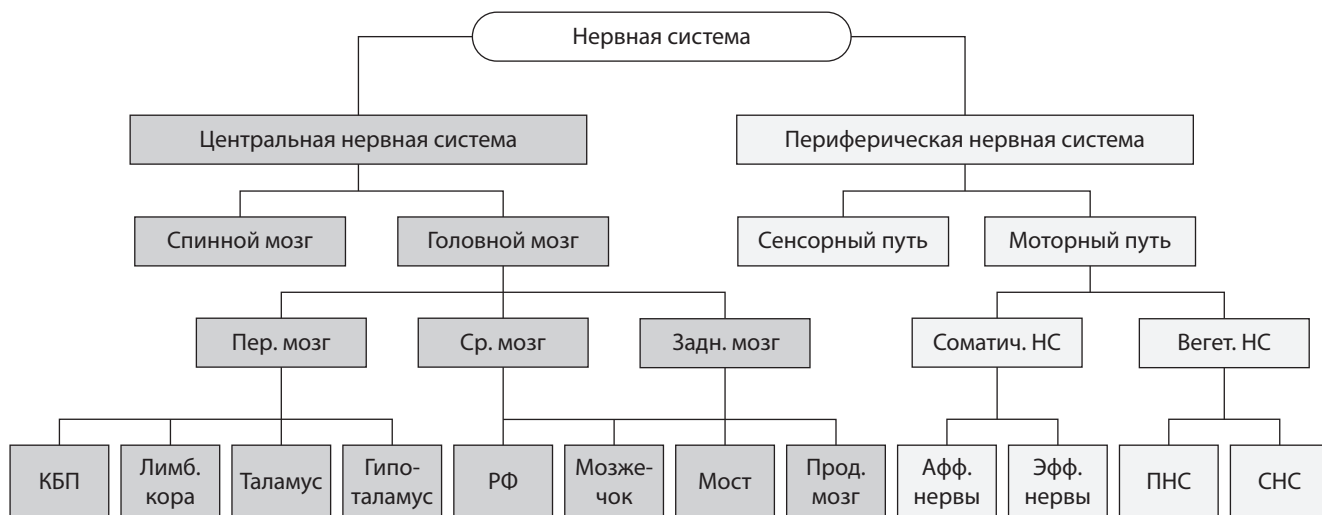 Нервная система
Центральная нервная система
Периферическая нервная система
Спинной мозг
Головной мозг
Сенсорный путь
Моторный путь
Пер. мозг
Ср. мозг
Задн. мозг
Соматич. НС
Вегет. НС
КБП
Лимб.
кора
Таламус
Гипо-
таламус
РФ
Мозже-
чок
Мост
Прод.
мозг
Афф.
нервы
Эфф.
нервы
ПНС
СНС